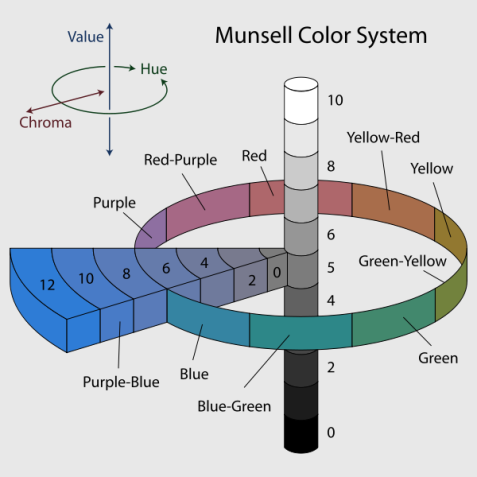 Munsell Color System
Value
Hue
Chroma
10
8
6
5
4
2
0
Yellow-Red
Red
Red-Purple
Yellow
Purple
Green-Yellow
12
10
8
6
4
2
0
Purple-Blue
Blue
Blue-Green
Green